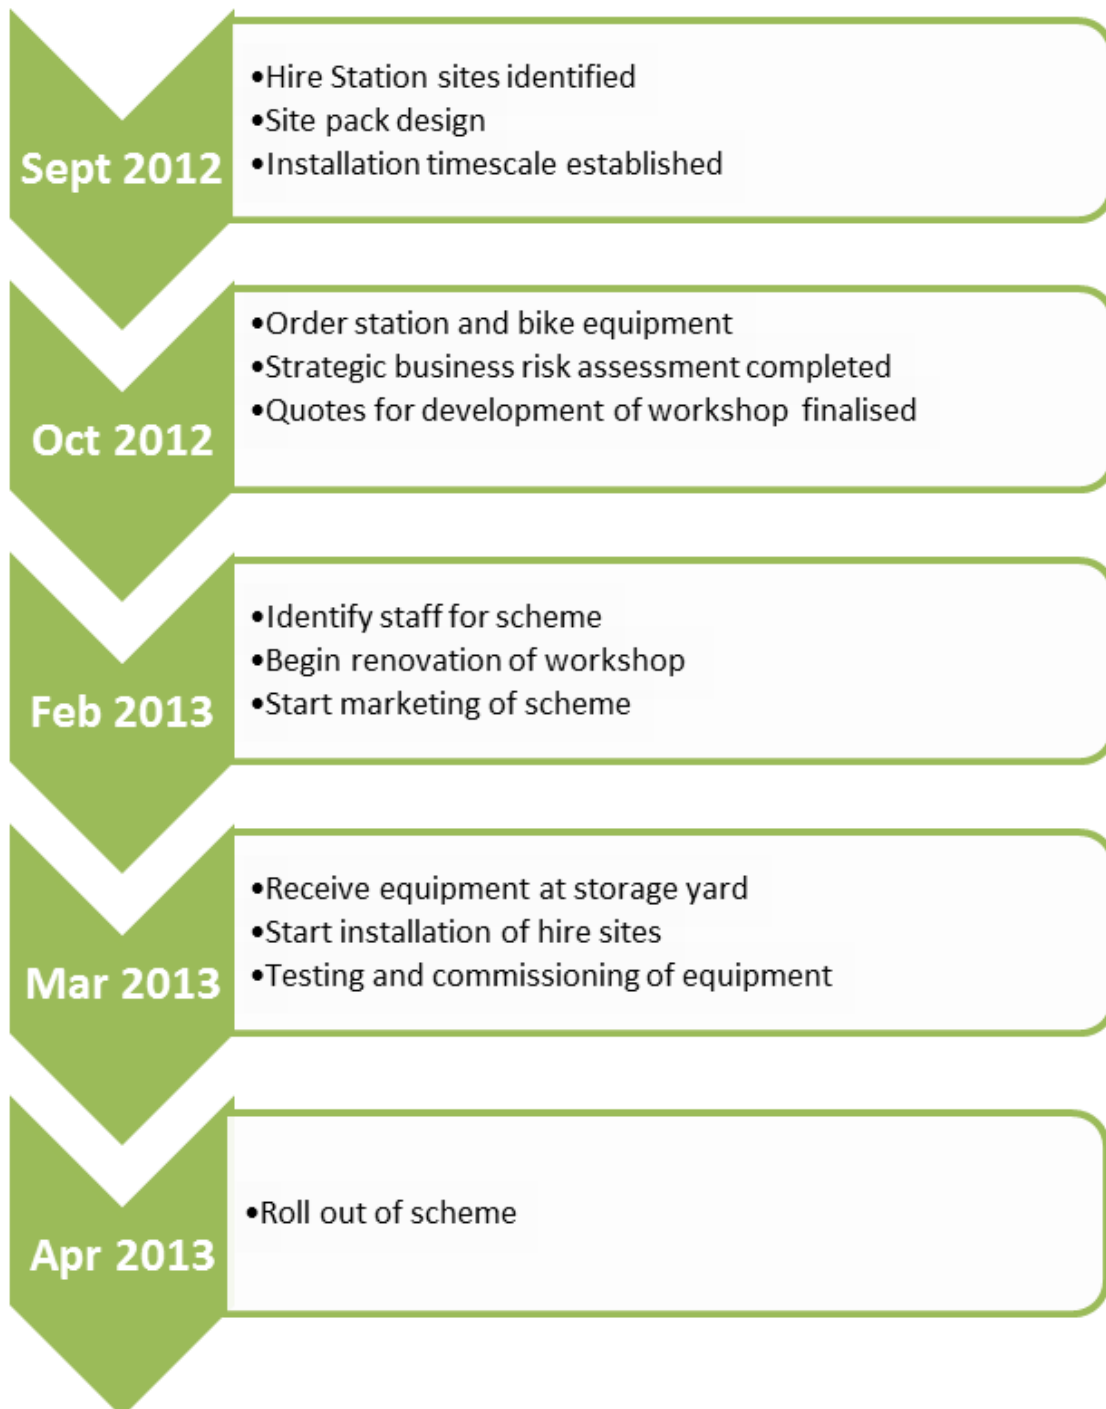 Sept 2012
•Hire Station sites identified
•Site pack design
•Installation timescale established
Oct 2012
•Order station and bike equipment
•Strategic business risk assessment completed
•Quotes for development of workshop finalised
Feb 2013
•Identify staff for scheme
•Begin renovation of workshop
•Start marketing of scheme
Mar 2013
•Receive equipment at storage yard
•Start installation of hire sites
•Testing and commissioning of equipment
Apr 2013
•Roll out of scheme